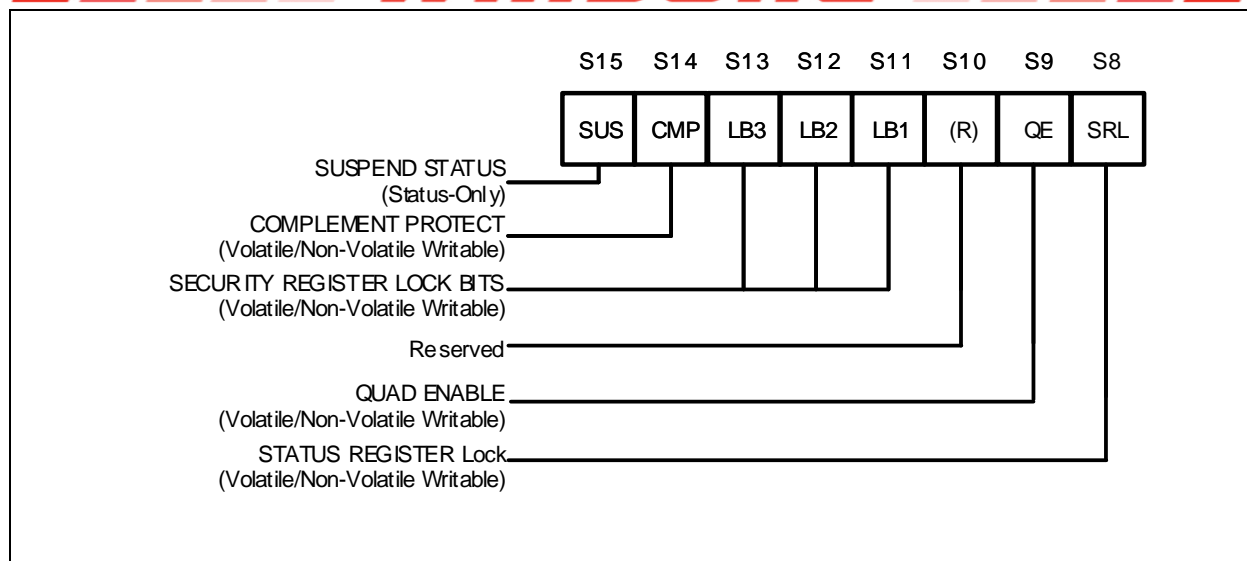 S15 S14 S13 S12 S11 S10 S9 S8
SUS CMP LB3 LB2 LB1 (R) QE SRL
SUSPEND STATUS
(Status-Only)
COMPLEMENT PROTECT
(Volatile/Non-Volatile Writable)
SECURITY REGISTER LOCK BITS
(Volatile/Non-Volatile Writable)
Reserved
QUAD ENABLE
(Volatile/Non-Volatile Writable)
STATUS REGISTER Lock
(Volatile/Non-Volatile Writable)